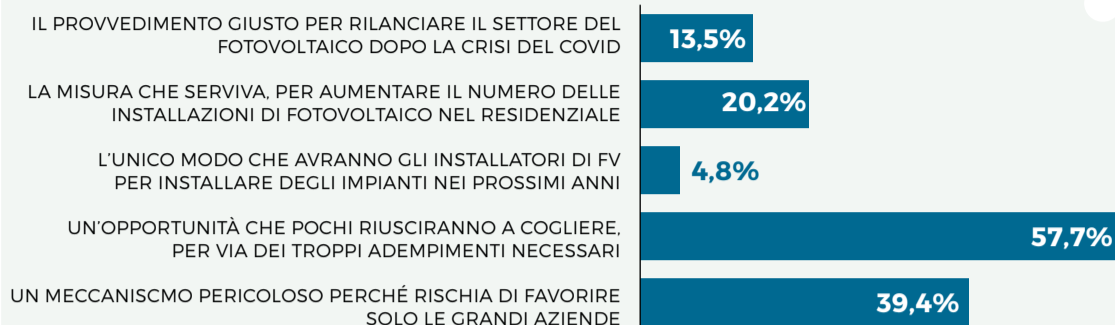 IL PROVVEDIMENTO GIUSTO PER RILANCIARE IL SETTORE DEL
FOTOVOLTAICO DOPO LA CRISI DEL COVID
13,5%
LA MISURA CHE SERVIVA, PER AUMENTARE IL NUMERO DELLE
INSTALLAZIONI DI FOTOVOLTAICO NEL RESIDENZIALE
20,2%
L'UNICO MODO CHE AVRANNO GLI INSTALLATORI DI FV
PER INSTALLARE DEGLI IMPIANTI NEI PROSSIMI ANNI
4,8%
UN'OPPORTUNITÀ CHE POCHI RIUSCIRANNO A COGLIERE,
PER VIA DEI TROPPI ADEMPIMENTI NECESSARI
57,7%
UN MECCANISCMO PERICOLOSO PERCHÉ RISCHIA DI FAVORIRE
SOLO LE GRANDI AZIENDE
39,4%